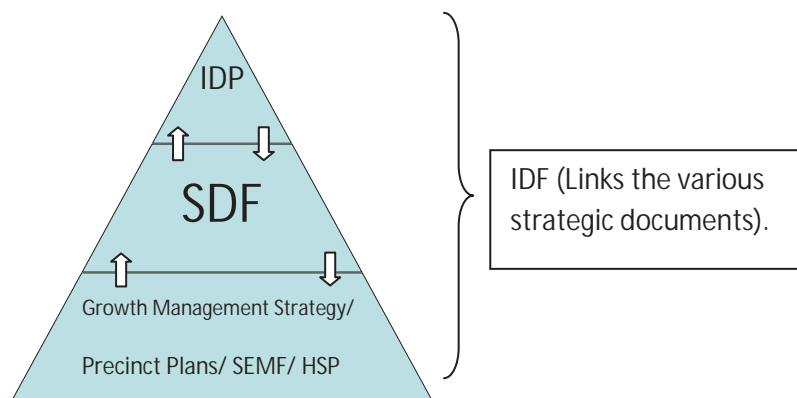 IDP
SDF
Growth Management Strategy/
Precinct Plans/ SEMF/ HSP
IDF (Links the various
strategic documents).